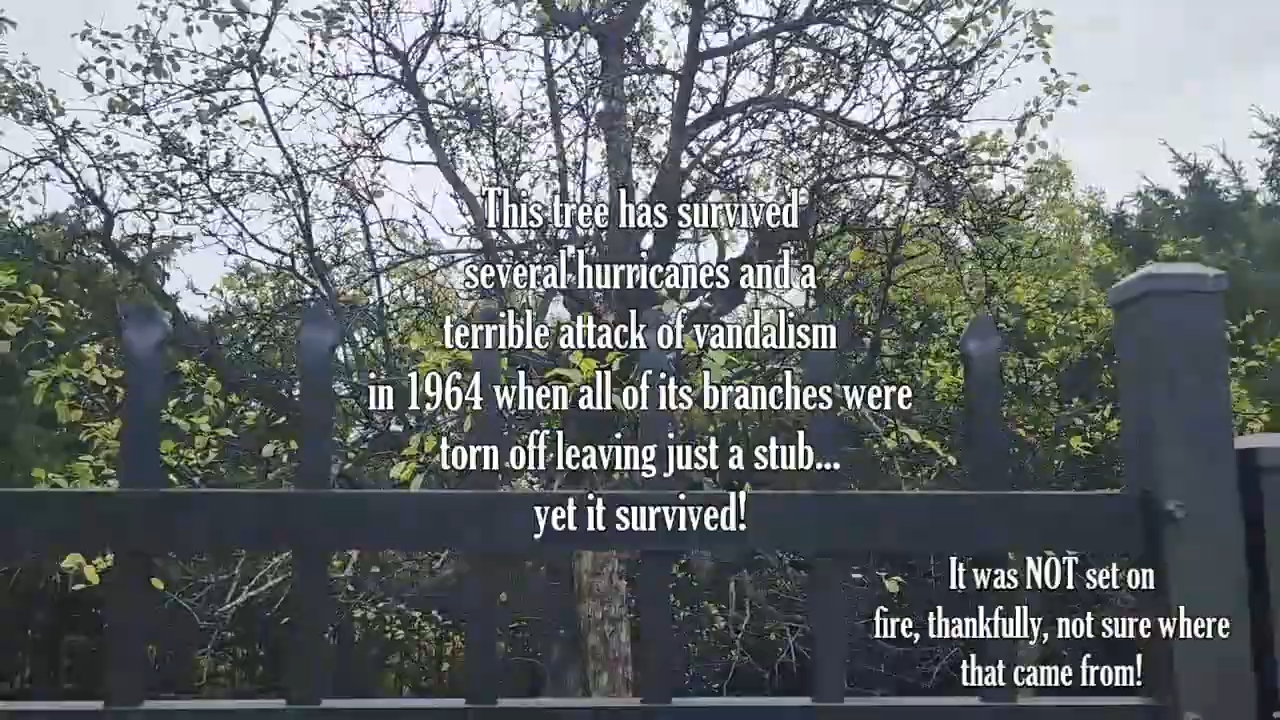 This tree has survived
several hurricanes and a
terrible attack of vandalism
in 1964 when all of its branches were
torn off leaving just a stub...
yet it survived!
It was NOT set on
fire, thankfully, not sure where
that came from!